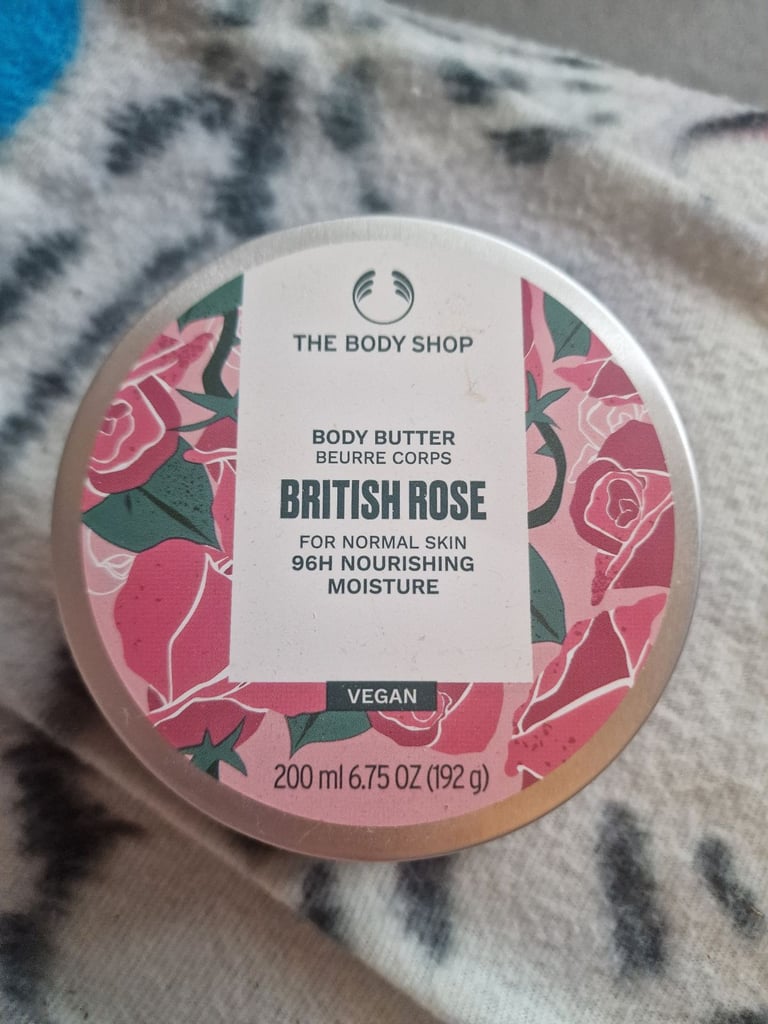 THE BODY SHOP
BODY BUTTER
BEURRE CORPS
BRITISH ROSE
FOR NORMAL SKIN
96H NOURISHING
MOISTURE
VEGAN
200 ml 6.75 OZ (192 g)